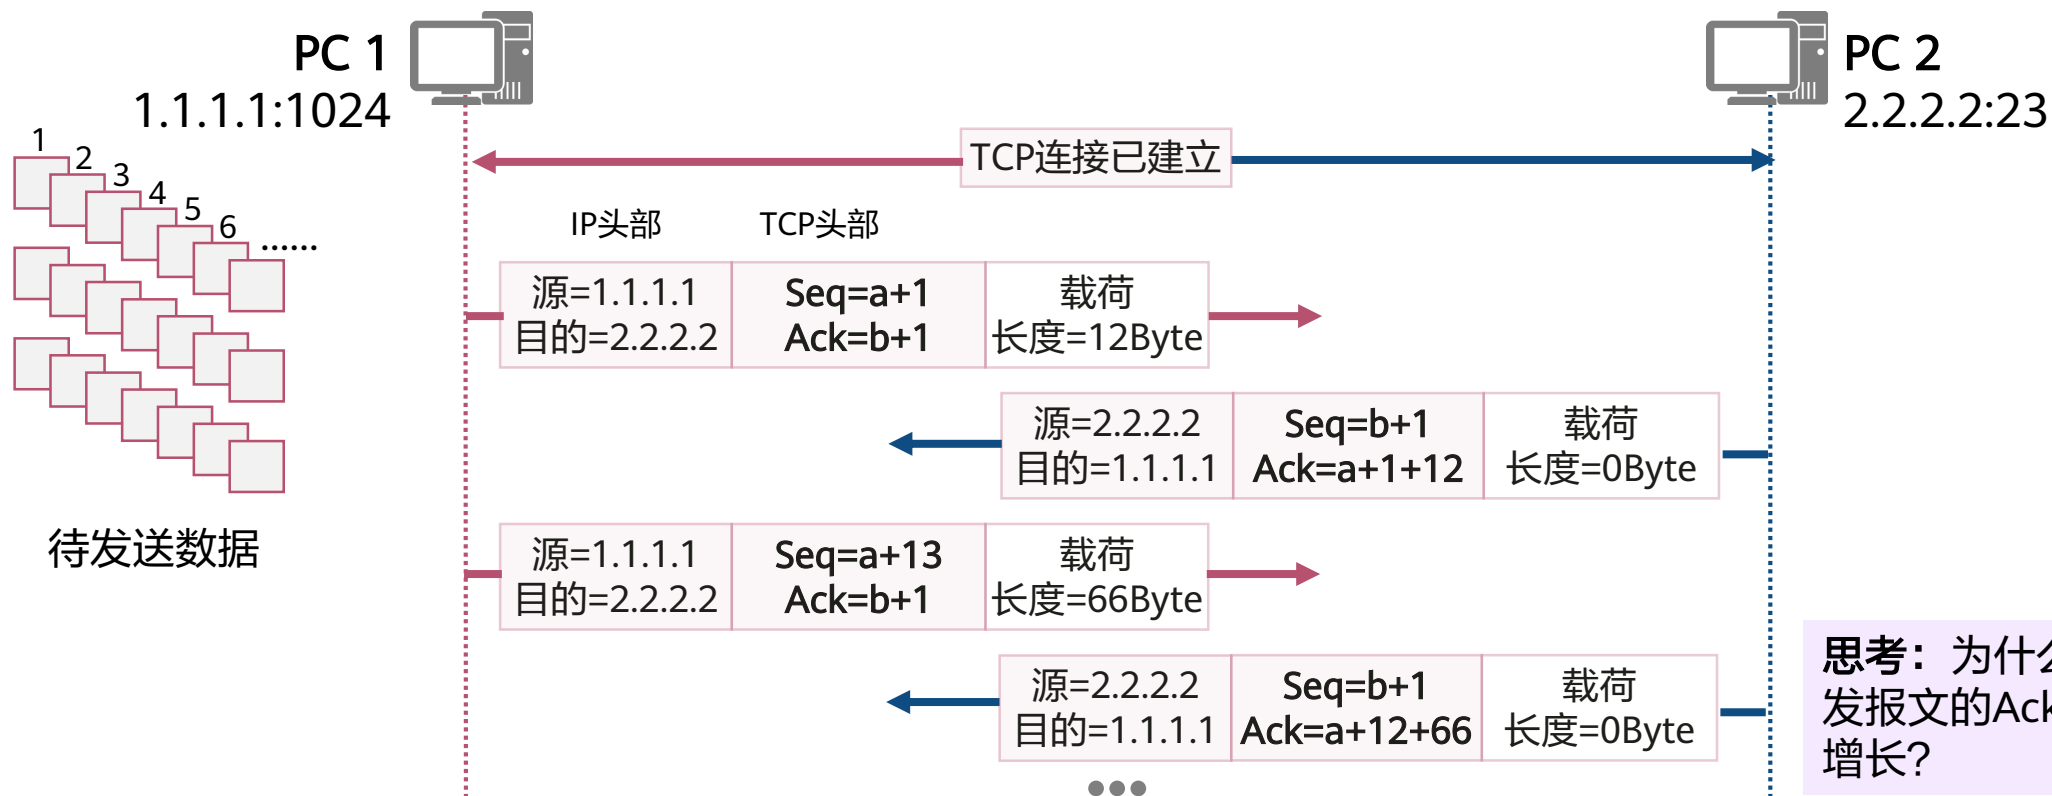 PC 1
1.1.1.1:1024
PC 2
2.2.2.2:23
1
2
3
4
5
6
......
待发送数据
TCP连接已建立
IP头部
TCP头部
源=1.1.1.1
目的=2.2.2.2
Seq=a+1
Ack=b+1
载荷
长度=12Byte
源=2.2.2.2
目的=1.1.1.1
Seq=b+1
Ack=a+1+12
载荷
长度=0Byte
源=1.1.1.1
目的=2.2.2.2
Seq=a+13
Ack=b+1
载荷
长度=66Byte
源=2.2.2.2
目的=1.1.1.1
Seq=b+1
Ack=a+12+66
载荷
长度=0Byte
思考：为什
发报文的Ack
增长？